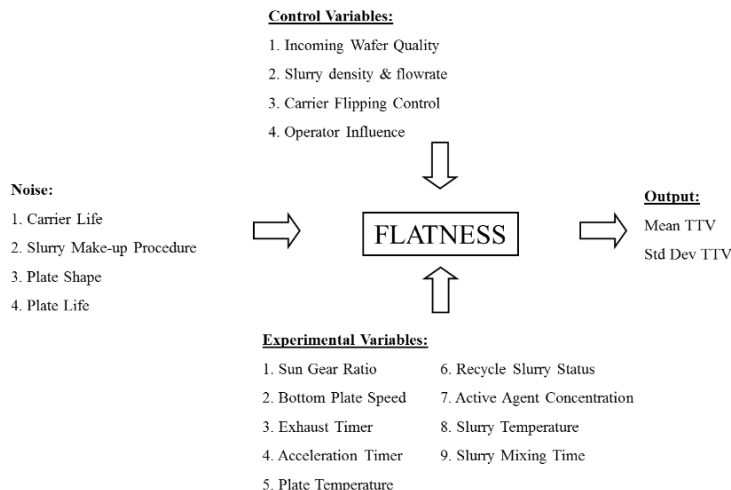 Control Variables:
1. Incoming Wafer Quality
2. Slurry density & flowrate
3. Carrier Flipping Control
4. Operator Influence
Noise:
1. Carrier Life
2. Slurry Make-up Procedure
3. Plate Shape
4. Plate Life
FLATNESS
Output:
Mean TTV
Std Dev TTV
Experimental Variables:
1. Sun Gear Ratio
2. Bottom Plate Speed
3. Exhaust Timer
4. Acceleration Timer
5. Plate Temperature
6. Recycle Slurry Status
7. Active Agent Concentration
8. Slurry Temperature
9. Slurry Mixing Time